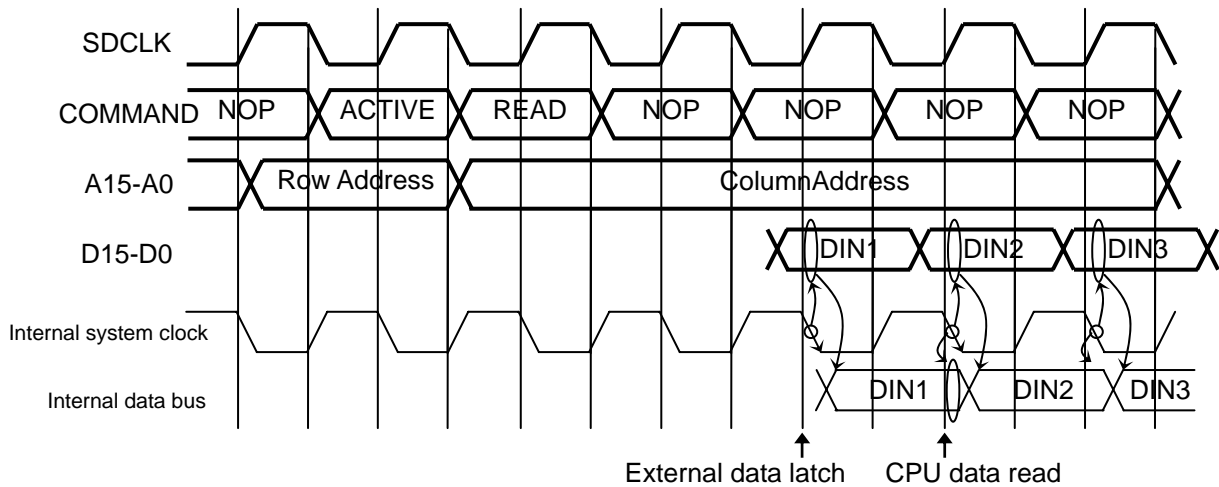 SDCLK
COMMAND NOP ACTIVE READ NOP NOP NOP NOP
A15-A0 Row Address ColumnAddress
D15-D0 DIN1 DIN2 DIN3
Internal system clock
Internal data bus DIN1 DIN2 DIN3
External data latch CPU data read